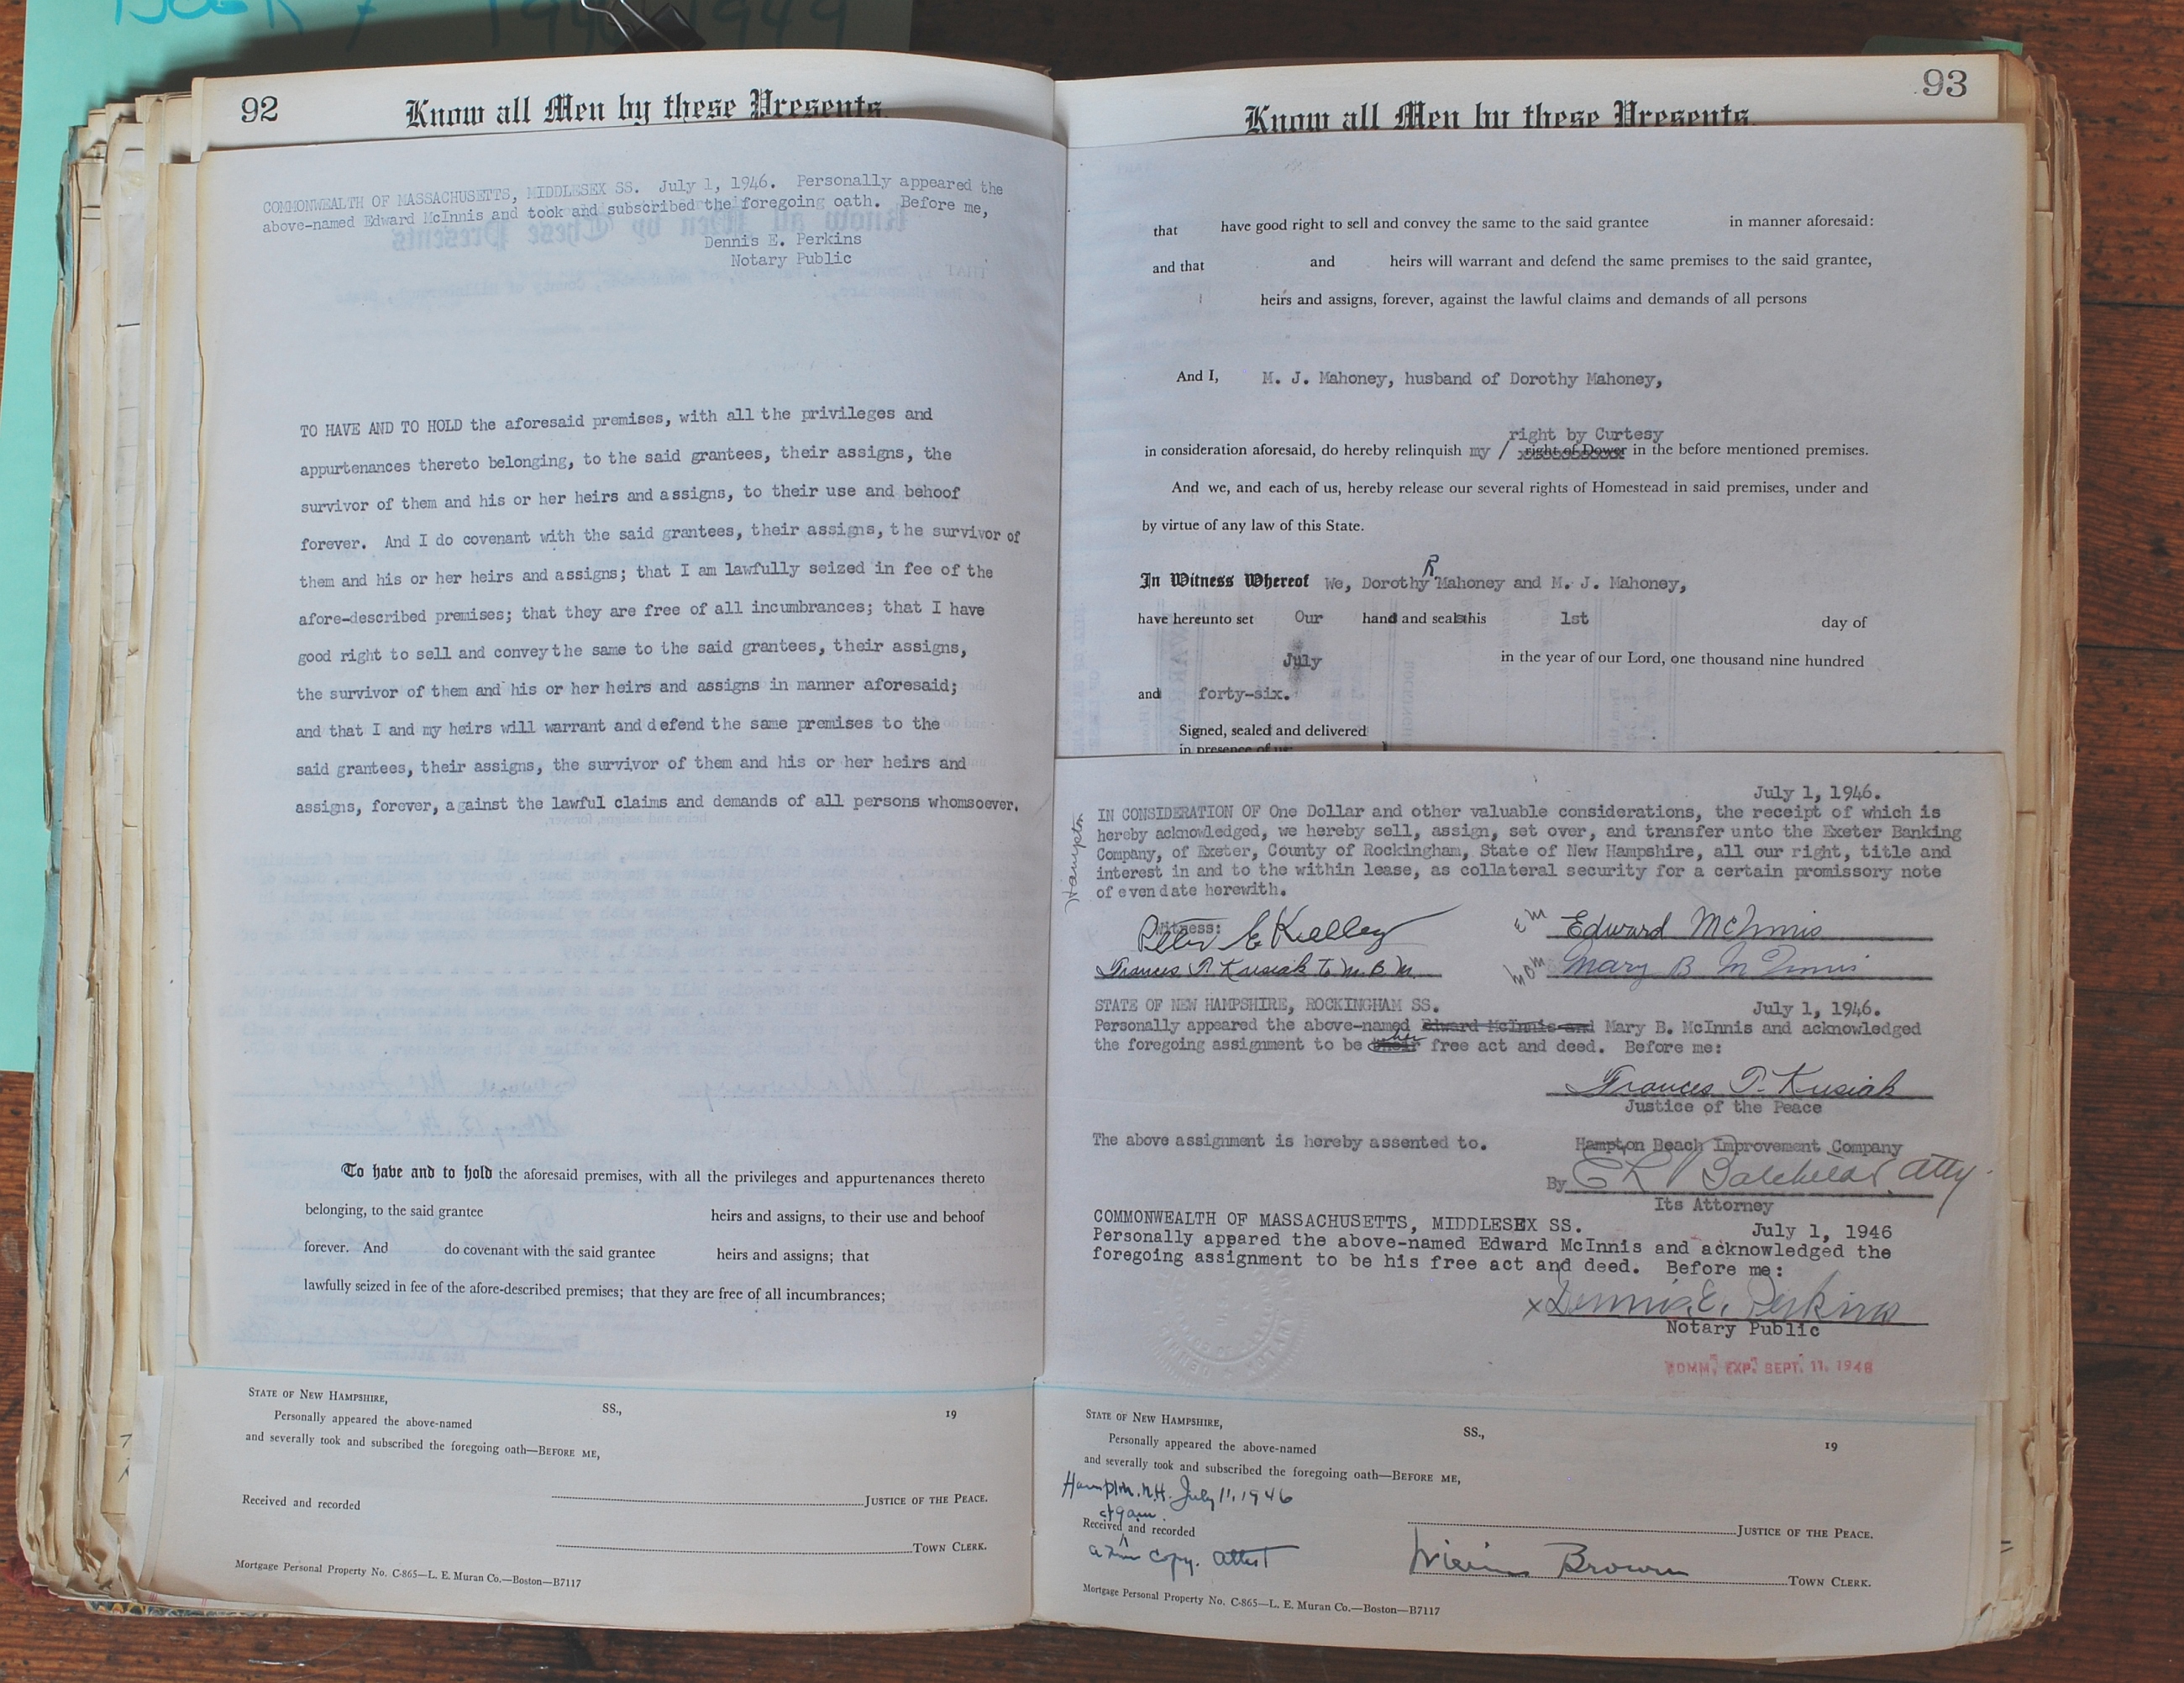 92
Know all Men by these Presents.
COMMONWEALTH OF MASSACHUSETTS, MIDDLESEX SS. July 1, 1946. Personally appeared the
above-named Edward McInnis and took and subscribed the foregoing oath. Before me,
Dennis E. Perkins
Notary Public
TO HAVE AND TO HOLD the aforesaid premises, with all the privileges and
appurtenances thereto belonging, to the said grantees, their assigns, the
survivor of them and his or her heirs and assigns, to their use and behoof
forever. And I do covenant with the said grantees, their assigns, the survivor of
them and his or her heirs and assigns; that I am lawfully seized in fee of the
afore-described premises; that they are free of all incumbrances; that I have
good right to sell and convey the same to the said grantees, their assigns,
the survivor of them and his or her heirs and assigns in manner aforesaid;
and that I and my heirs will warrant and defend the same premises to the
said grantees, their assigns, the survivor of them and his or her heirs and
assigns, forever, against the lawful claims and demands of all persons whomsoever.
To have and to hold the aforesaid premises, with all the privileges and appurtenances thereto
belonging, to the said grantee heirs and assigns, to their use and behoof
forever. And do covenant with the said grantee heirs and assigns; that
lawfully seized in fee of the afore-described premises; that they are free of all incumbrances;
STATE OF NEW HAMPSHIRE, SS., 19
Personally appeared the above-named
and severally took and subscribed the foregoing oath—BEFORE ME,
JUSTICE OF THE PEACE.
Received and recorded
TOWN CLERK.
Mortgage Personal Property No. C-865—L. E. Muran Co.—Boston—B7117
93
Know all Men by these Presents.
that have good right to sell and convey the same to the said grantee in manner aforesaid:
and that and heirs will warrant and defend the same premises to the said grantee,
heirs and assigns, forever, against the lawful claims and demands of all persons
And I, M. J. Mahoney, husband of Dorothy Mahoney,
right by Curtesy
in consideration aforesaid, do hereby relinquish my / right of Dower in the before mentioned premises.
And we, and each of us, hereby release our several rights of Homestead in said premises, under and
by virtue of any law of this State.
In Witness Whereof We, Dorothy R Mahoney and M. J. Mahoney,
have hereunto set Our hand and seals this 1st day of
July in the year of our Lord, one thousand nine hundred
and forty-six.
Signed, sealed and delivered
in presence of us:
July 1, 1946.
Hampton
IN CONSIDERATION OF One Dollar and other valuable considerations, the receipt of which is
hereby acknowledged, we hereby sell, assign, set over, and transfer unto the Exeter Banking
Company, of Exeter, County of Rockingham, State of New Hampshire, all our right, title and
interest in and to the within lease, as collateral security for a certain promissory note
of even date herewith.
Witness:
Peter E Kelley
Edward McInnis
Frances P. Kusiak to M.B.M.
Mary B McInnis
STATE OF NEW HAMPSHIRE, ROCKINGHAM SS. July 1, 1946.
Personally appeared the above-named Edward McInnis and Mary B. McInnis and acknowledged
the foregoing assignment to be their her free act and deed. Before me:
Frances P. Kusiak
Justice of the Peace
The above assignment is hereby assented to. Hampton Beach Improvement Company
By Batchelder Atty.
Its Attorney
COMMONWEALTH OF MASSACHUSETTS, MIDDLESEX SS. July 1, 1946
Personally appeared the above-named Edward McInnis and acknowledged the
foregoing assignment to be his free act and deed. Before me:
x Dennis E. Perkins
Notary Public
COMM. EXP. SEPT. 11, 1948
STATE OF NEW HAMPSHIRE, SS., 19
Personally appeared the above-named
and severally took and subscribed the foregoing oath—BEFORE ME,
Hampton. N.H. July 11, 1946
at 9 am.
JUSTICE OF THE PEACE.
Received and recorded
a true copy. attest
Brown
TOWN CLERK.
Mortgage Personal Property No. C-865—L. E. Muran Co.—Boston—B7117